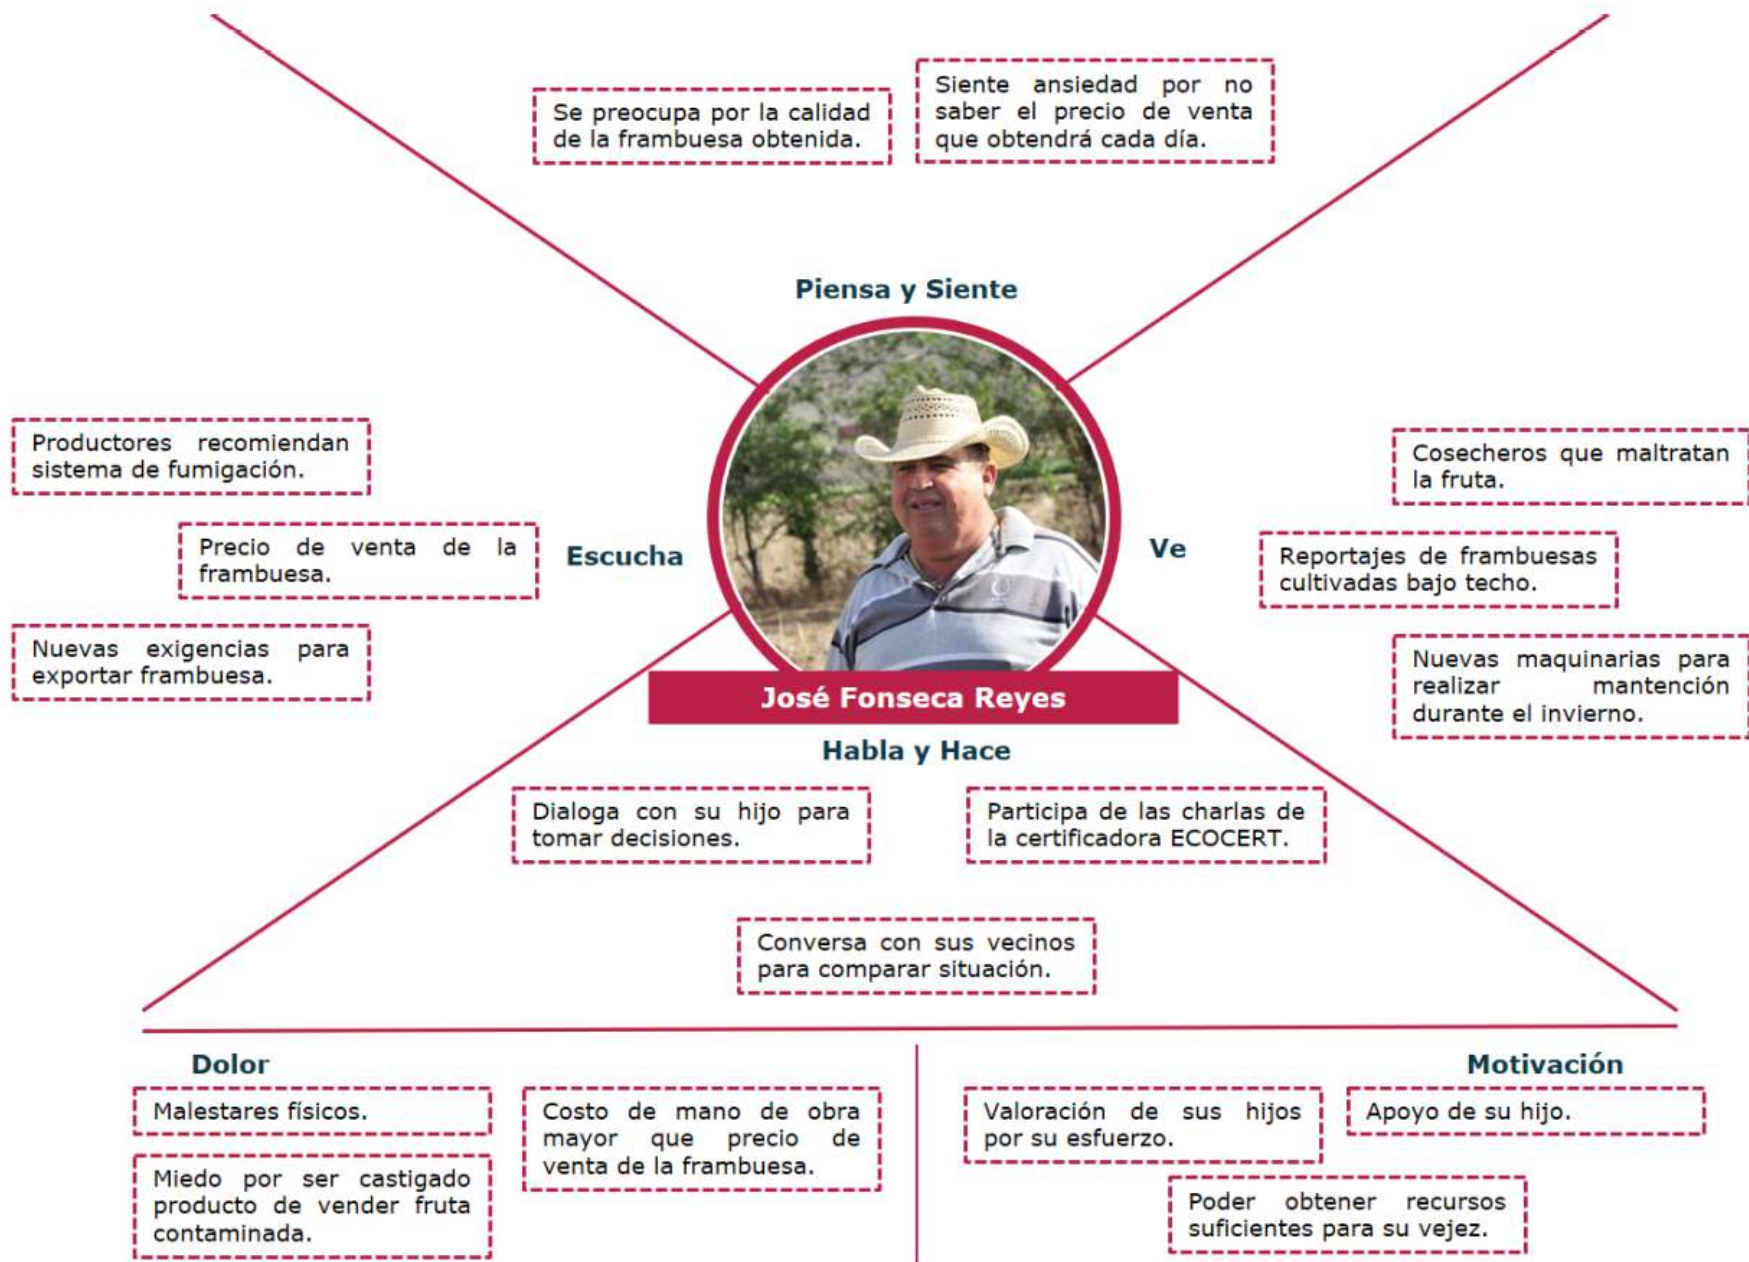 Se preocupa por la calidad
de la frambuesa obtenida.
Siente ansiedad por no
saber el precio de venta
que obtendrá cada día.
Piensa y Siente
Productores recomiendan
sistema de fumigación.
Precio de venta de la
frambuesa.
Nuevas exigencias para
exportar frambuesa.
Escucha
Ve
Cosecheros que maltratan
la fruta.
Reportajes de frambuesas
cultivadas bajo techo.
Nuevas maquinarias para
realizar mantención
durante el invierno.
José Fonseca Reyes
Habla y Hace
Dialoga con su hijo para
tomar decisiones.
Participa de las charlas de
la certificadora ECOCERT.
Conversa con sus vecinos
para comparar situación.
Dolor
Malestares físicos.
Miedo por ser castigado
producto de vender fruta
contaminada.
Costo de mano de obra
mayor que precio de
venta de la frambuesa.
Motivación
Valoración de sus hijos
por su esfuerzo.
Apoyo de su hijo.
Poder obtener recursos
suficientes para su vejez.